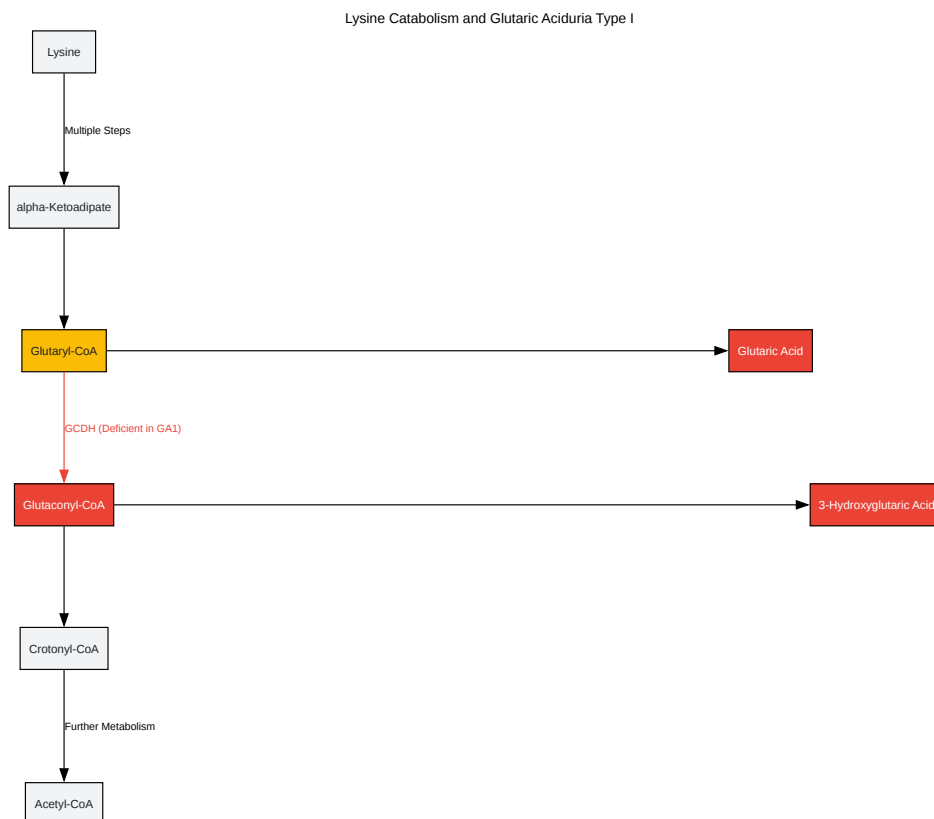 Lysine Catabolism and Glutaric Aciduria Type I
Lysine
Multiple Steps
alpha-Ketoadipate
Glutaryl-CoA
Glutaric Acid
GCDH (Deficient in GA1)
Glutaconyl-CoA
3-Hydroxyglutaric Acid
Crotonyl-CoA
Further Metabolism
Acetyl-CoA